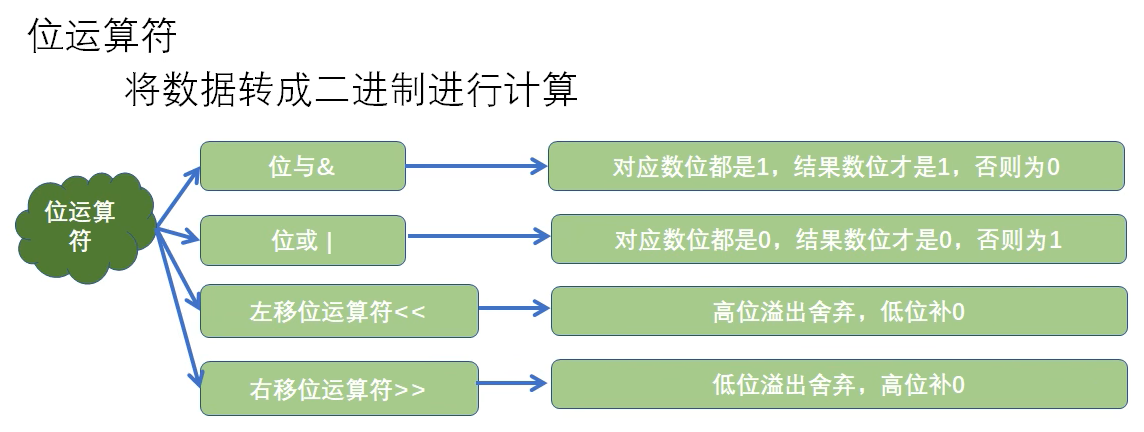 位运算符
将数据转成二进制进行计算
位运算
符
位与&
对应数位都是1，结果数位才是1，否则为0
位或 |
对应数位都是0，结果数位才是0，否则为1
左移位运算符<<
高位溢出舍弃，低位补0
右移位运算符>>
低位溢出舍弃，高位补0